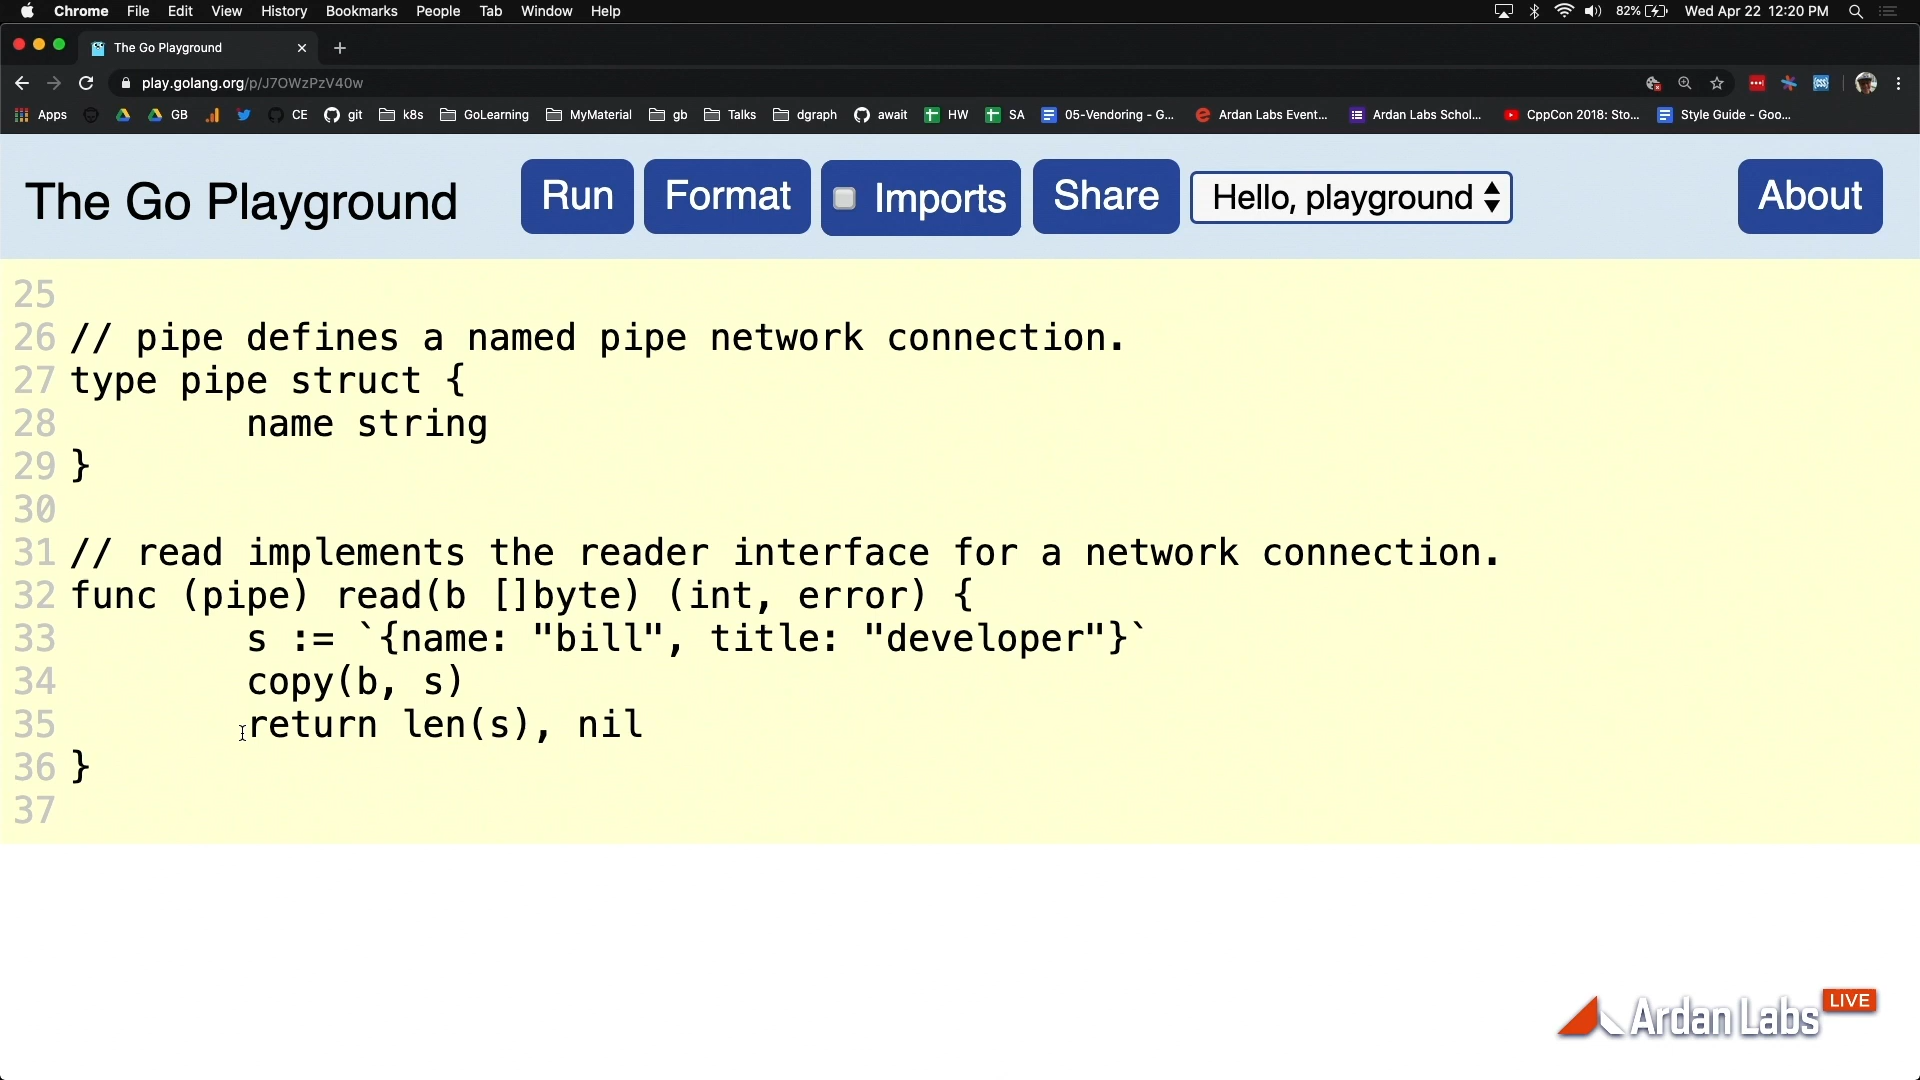 Chrome File Edit View History Bookmarks People Tab Window Help 82% Wed Apr 22 12:20 PM
The Go Playground
play.golang.org/p/J7OWzPzV40w
Apps GB CE git k8s GoLearning MyMaterial gb Talks dgraph await HW SA 05-Vendoring - G... Ardan Labs Event... Ardan Labs Schol... CppCon 2018: Sto... Style Guide - Goo...
The Go Playground Run Format Imports Share Hello, playground About
25
26 // pipe defines a named pipe network connection.
27 type pipe struct {
28 name string
29 }
30
31 // read implements the reader interface for a network connection.
32 func (pipe) read(b []byte) (int, error) {
33 s := `{name: "bill", title: "developer"}`
34 copy(b, s)
35 return len(s), nil
36 }
37
Ardan Labs LIVE